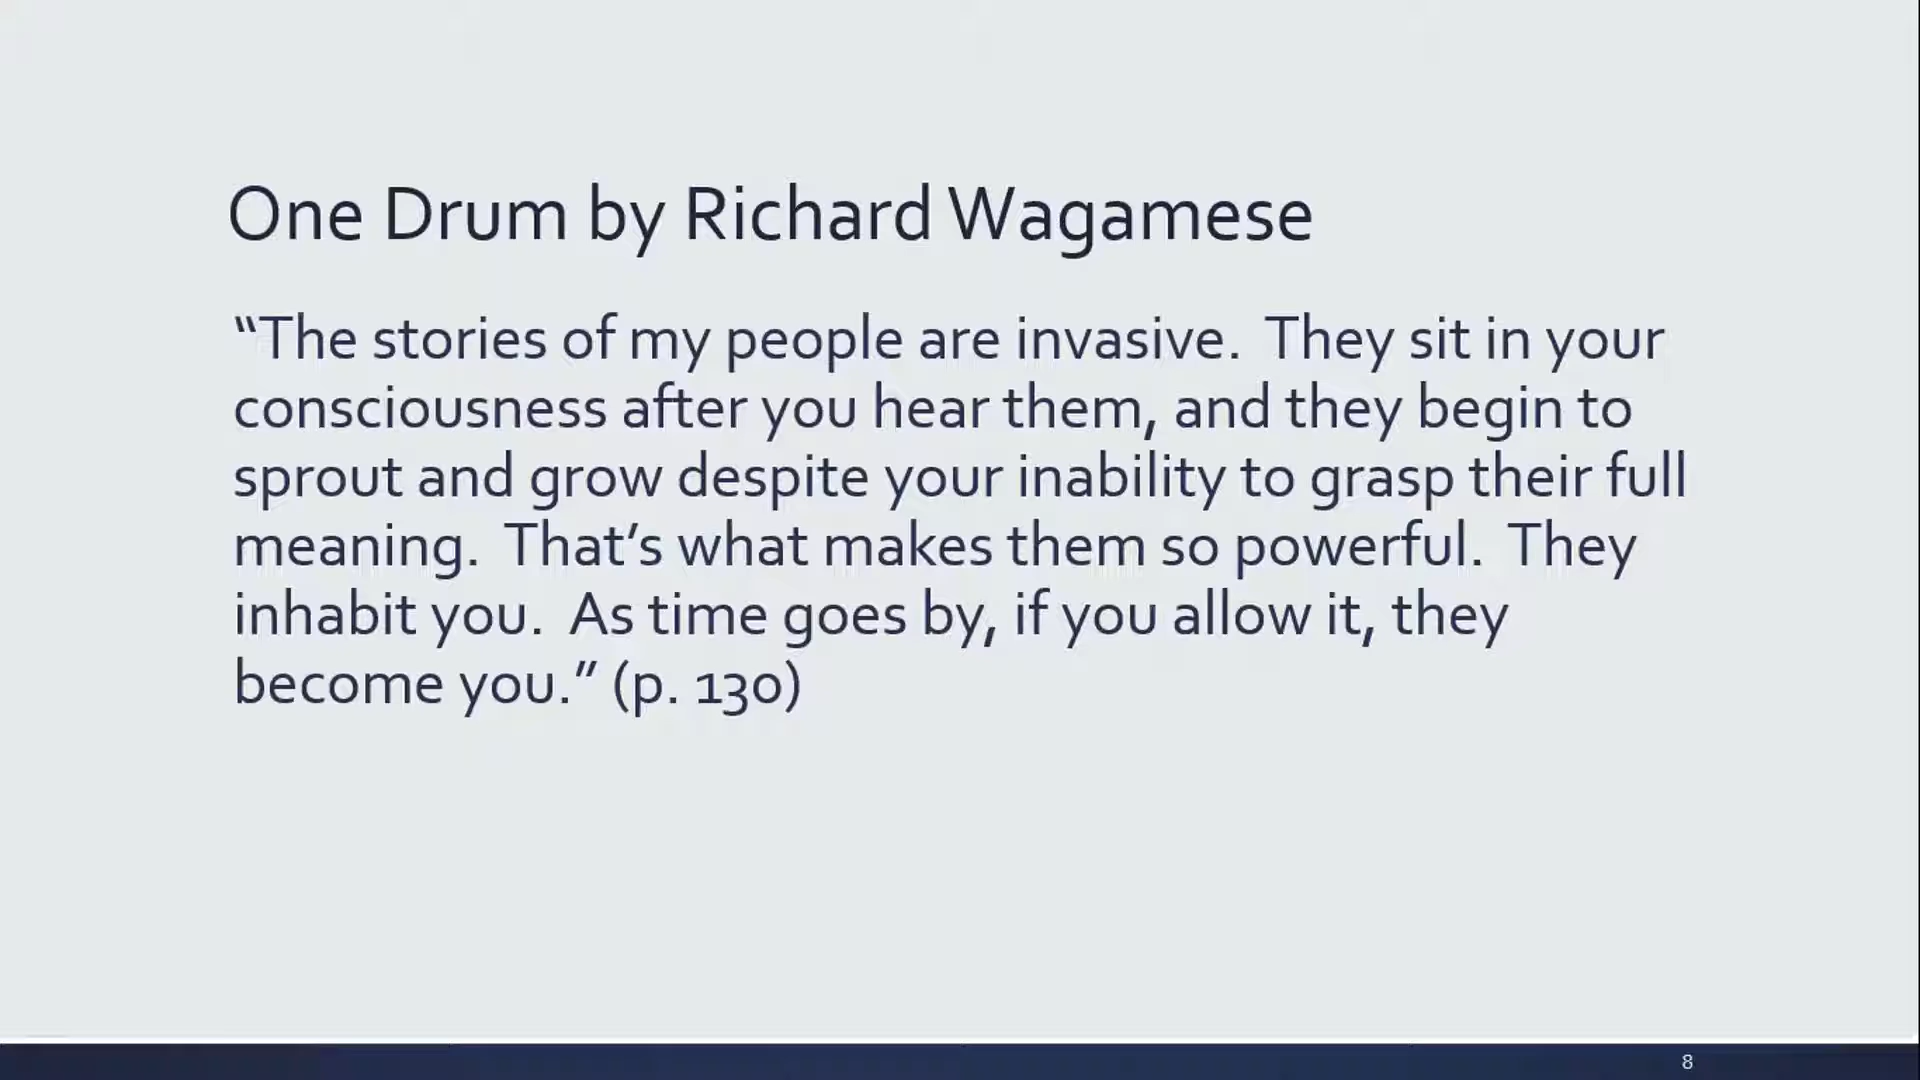 One Drum by Richard Wagamese
“The stories of my people are invasive.  They sit in your
consciousness after you hear them, and they begin to
sprout and grow despite your inability to grasp their full
meaning.  That’s what makes them so powerful.  They
inhabit you.  As time goes by, if you allow it, they
become you.” (p. 130)
8